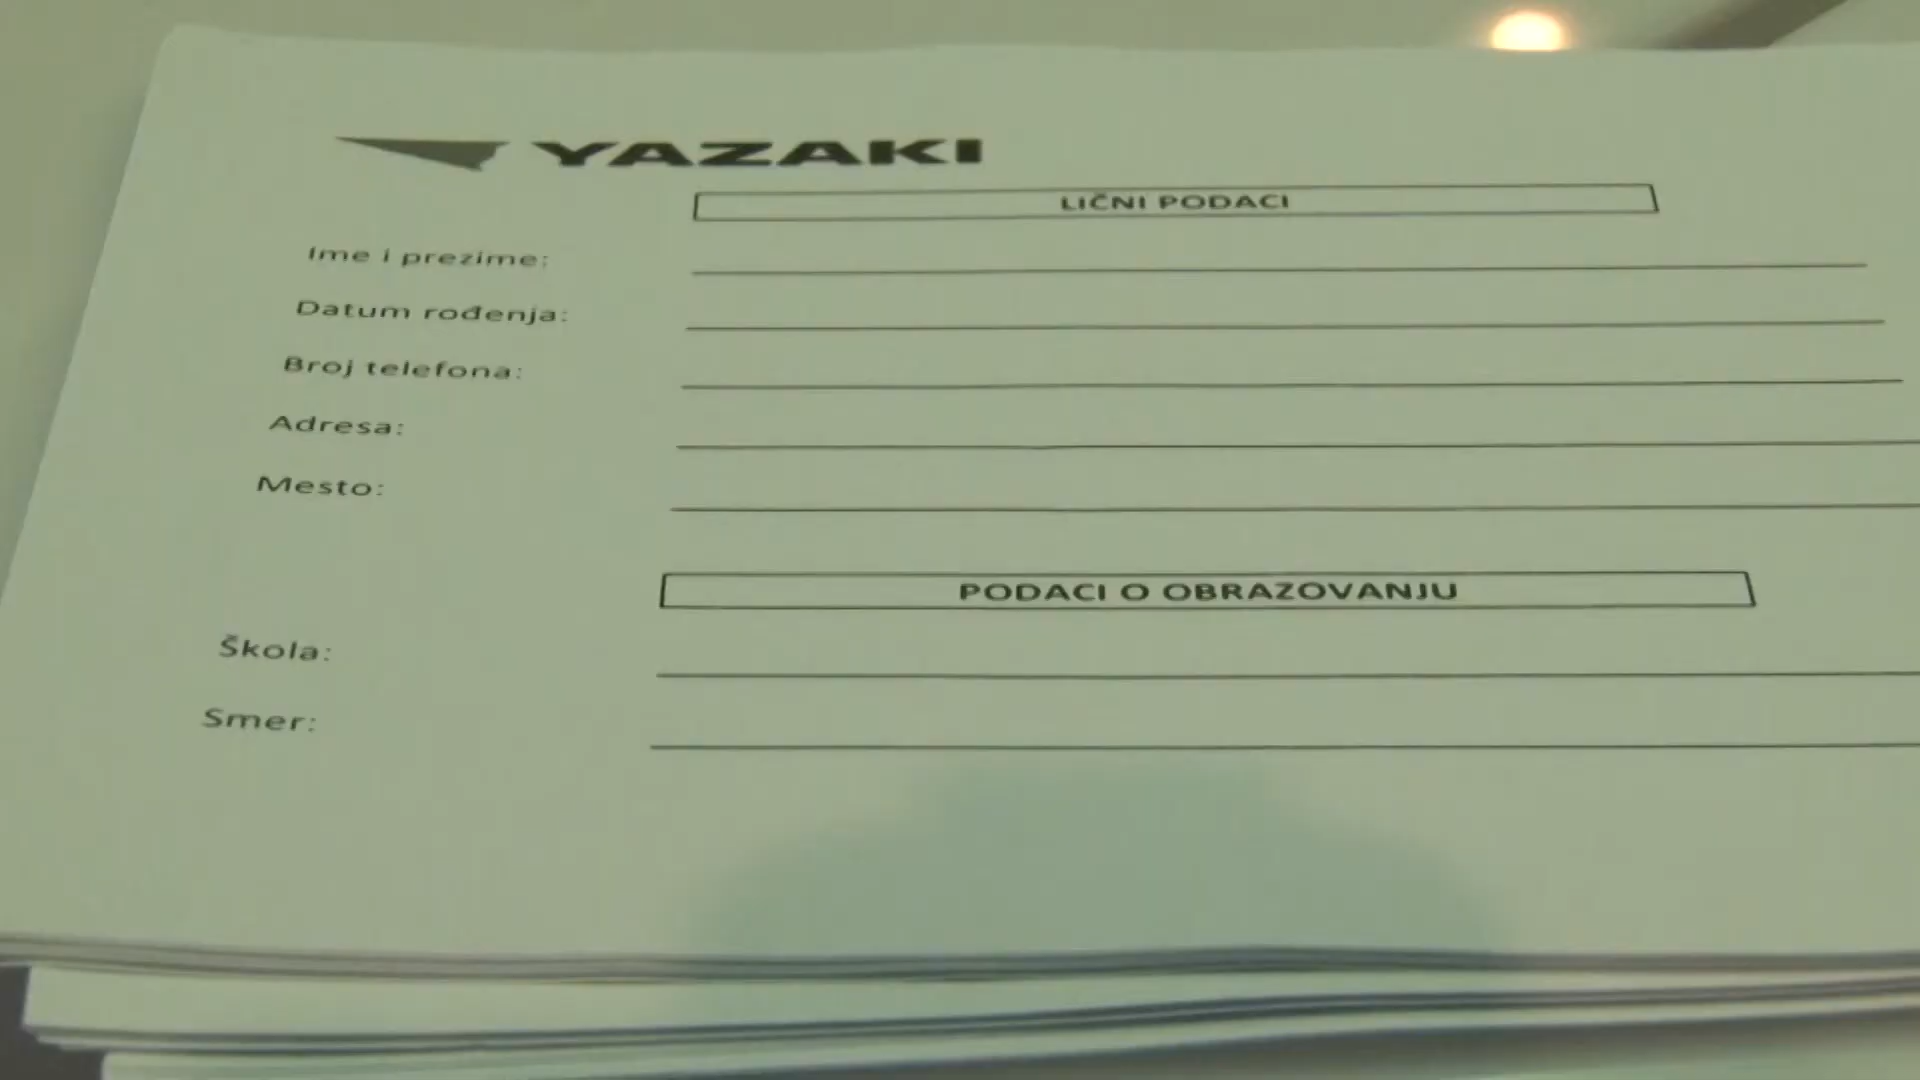 YAZAKI
LIČNI PODACI
Ime i prezime:
Datum rođenja:
Broj telefona:
Adresa:
Mesto:
PODACI O OBRAZOVANJU
Škola:
Smer: